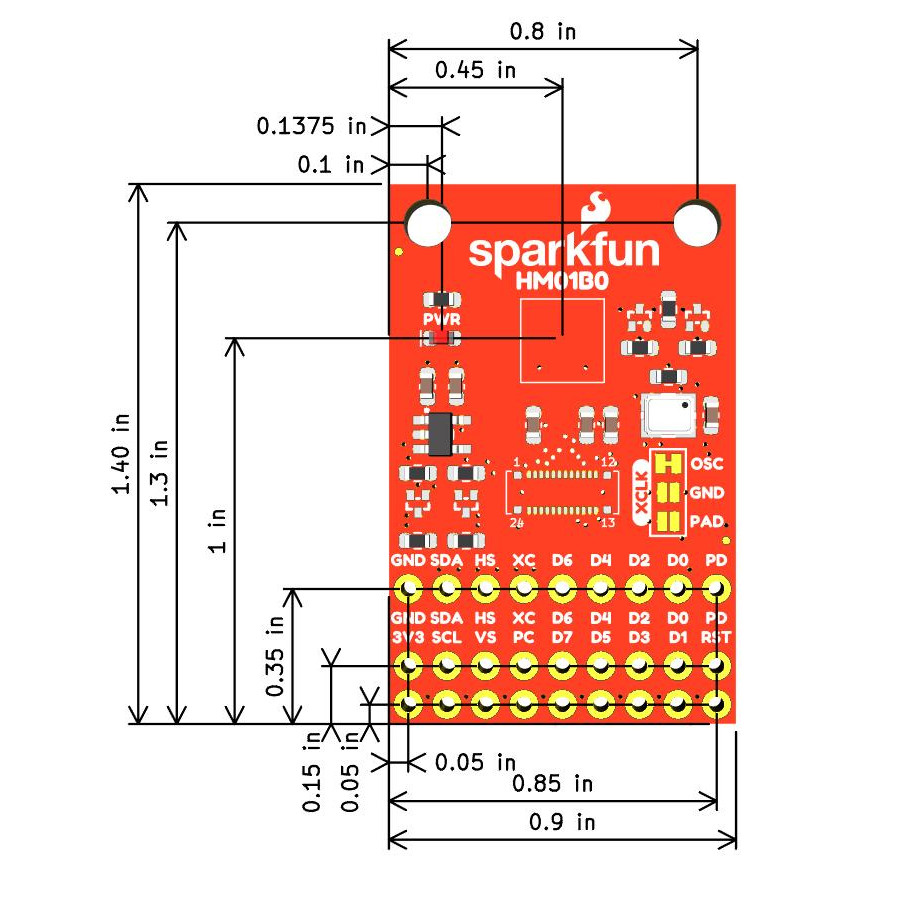 0.8 in
0.45 in
0.1375 in
0.1 in
sparkfun
HM01B0
PWR
1.40 in
1.3 in
1 in
1 12
24 13
XCLK
OSC
GND
PAD
GND SDA HS XC D6 D4 D2 D0 PD
GND SDA HS XC D6 D4 D2 D0 PD
3V3 SCL VS PC D7 D5 D3 D1 RST
0.35 in
0.15 in
0.05 in
0.05 in
0.85 in
0.9 in